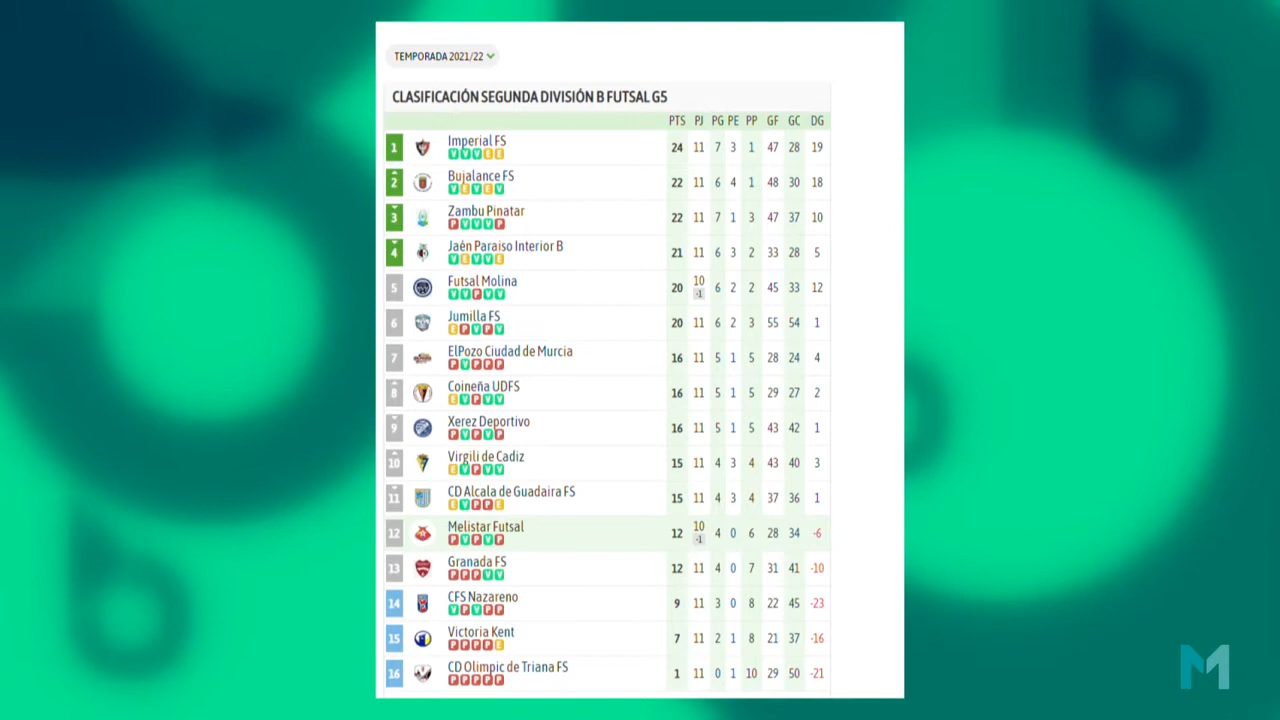 TEMPORADA 2021/22
CLASIFICACIÓN SEGUNDA DIVISIÓN B FUTSAL G5
PTS PJ PG PE PP GF GC DG
1 Imperial FS 24 11 7 3 1 47 28 19
V V V E E
2 Bujalance FS 22 11 6 4 1 48 30 18
V E V E V
3 Zambu Pinatar 22 11 7 1 3 47 37 10
P V V V P
4 Jaén Paraiso Interior B 21 11 6 3 2 33 28 5
V E V V E
5 Futsal Molina 20 10 -1 6 2 2 45 33 12
V V P V V
6 Jumilla FS 20 11 6 2 3 55 54 1
E P V P V
7 ElPozo Ciudad de Murcia 16 11 5 1 5 28 24 4
P V P P P
8 Coineña UDFS 16 11 5 1 5 29 27 2
E V P V V
9 Xerez Deportivo 16 11 5 1 5 43 42 1
P V P V P
10 Virgili de Cadiz 15 11 4 3 4 43 40 3
E V P V V
11 CD Alcala de Guadaira FS 15 11 4 3 4 37 36 1
E V P P E
12 Melistar Futsal 12 10 -1 4 0 6 28 34 -6
P V P V P
13 Granada FS 12 11 4 0 7 31 41 -10
P P P V V
14 CFS Nazareno 9 11 3 0 8 22 45 -23
V P V P P
15 Victoria Kent 7 11 2 1 8 21 37 -16
P P P P E
16 CD Olimpic de Triana FS 1 11 0 1 10 29 50 -21
P P P P P
M